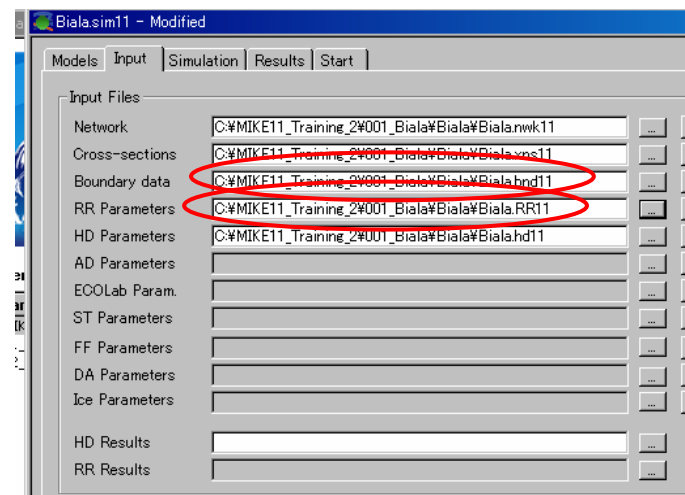 Biala.sim11 - Modified
Models Input Simulation Results Start
Input Files
Network C:¥MIKE11_Training_2¥001_Biala¥Biala¥Biala.nwk11 ...
Cross-sections C:¥MIKE11_Training_2¥001_Biala¥Biala¥Biala.xns11 ...
Boundary data C:¥MIKE11_Training_2¥001_Biala¥Biala¥Biala.bnd11 ...
RR Parameters C:¥MIKE11_Training_2¥001_Biala¥Biala¥Biala.RR11 ...
HD Parameters C:¥MIKE11_Training_2¥001_Biala¥Biala¥Biala.hd11 ...
AD Parameters ...
ECOLab Param. ...
ST Parameters ...
FF Parameters ...
DA Parameters ...
Ice Parameters ...
HD Results ...
RR Results ...